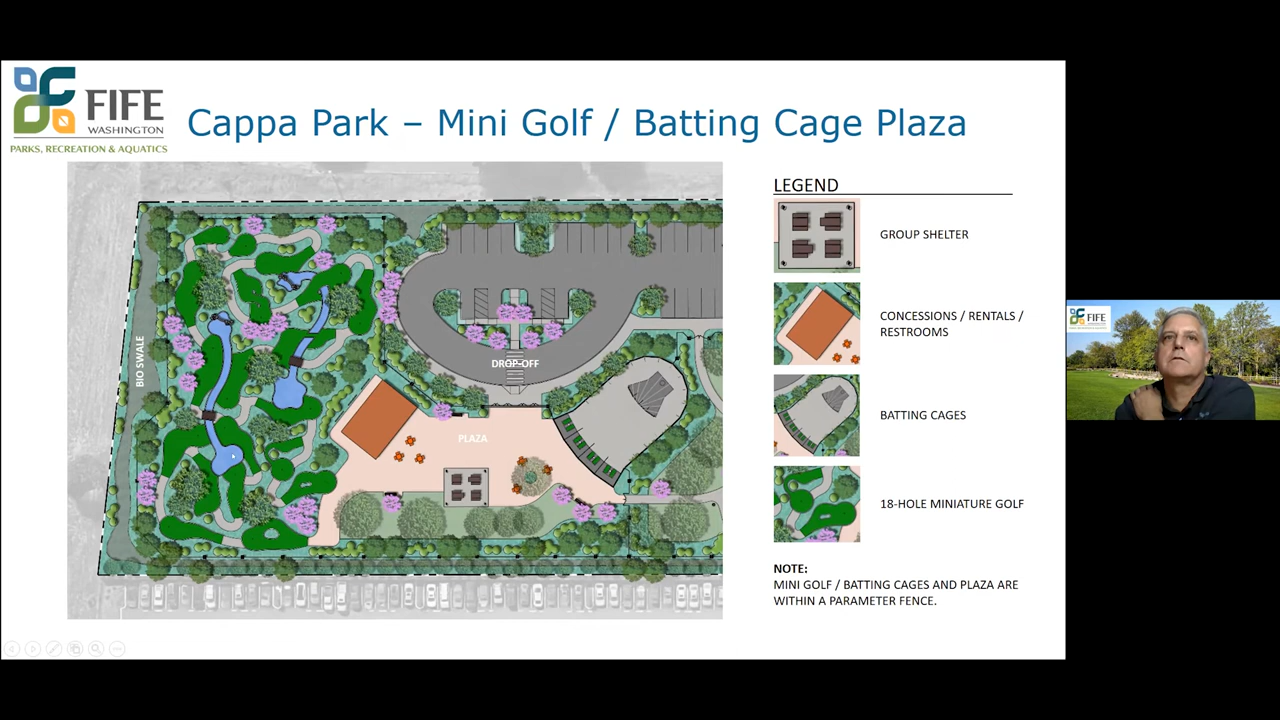 FIFE
WASHINGTON
PARKS, RECREATION & AQUATICS
Cappa Park – Mini Golf / Batting Cage Plaza
BIO SWALE
DROP-OFF
PLAZA
LEGEND
GROUP SHELTER
CONCESSIONS / RENTALS /
RESTROOMS
BATTING CAGES
18-HOLE MINIATURE GOLF
NOTE:
MINI GOLF / BATTING CAGES AND PLAZA ARE
WITHIN A PARAMETER FENCE.
FIFE